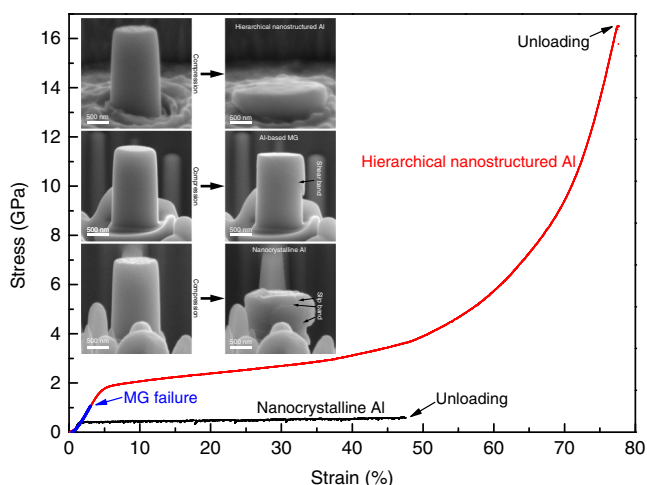 16
14
12
10
8
6
4
2
0
Stress (GPa)
0
10
20
30
40
50
60
70
80
Strain (%)
Unloading
Hierarchical nanostructured Al
MG failure
Nanocrystalline Al
Unloading
500 nm
Compression
Hierarchical nanostructured Al
500 nm
500 nm
Compression
Al-based MG
Shear band
500 nm
500 nm
Compression
Nanocrystalline Al
Slip band
500 nm